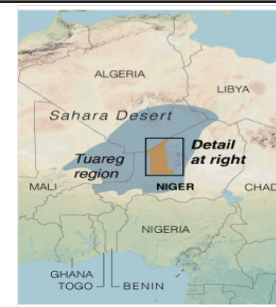 ALGERIA
LIBYA
Sahara Desert
Detail
at right
Tuareg
region
MALI
NIGER
CHAD
NIGERIA
GHANA
TOGO
BENIN